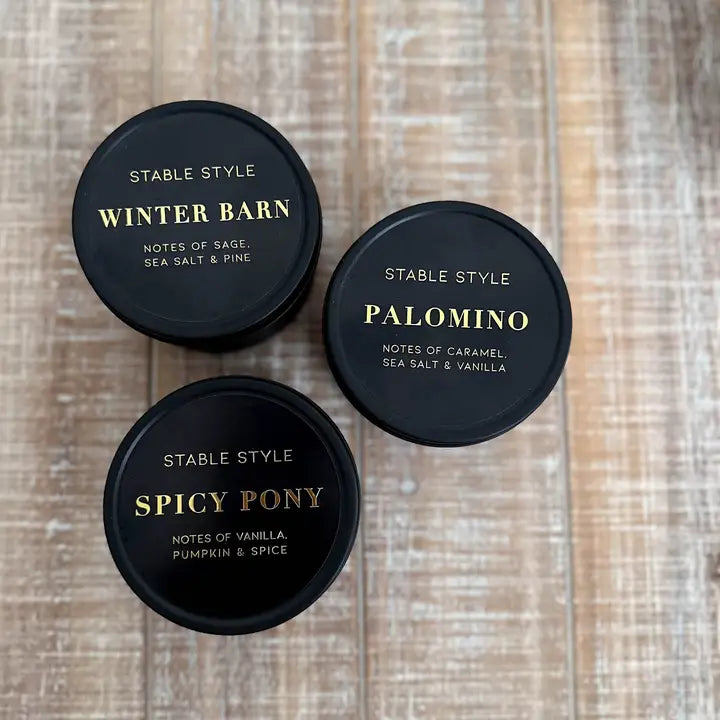 STABLE STYLE
WINTER BARN
NOTES OF SAGE,
SEA SALT & PINE
STABLE STYLE
PALOMINO
NOTES OF CARAMEL,
SEA SALT & VANILLA
STABLE STYLE
SPICY PONY
NOTES OF VANILLA,
PUMPKIN & SPICE